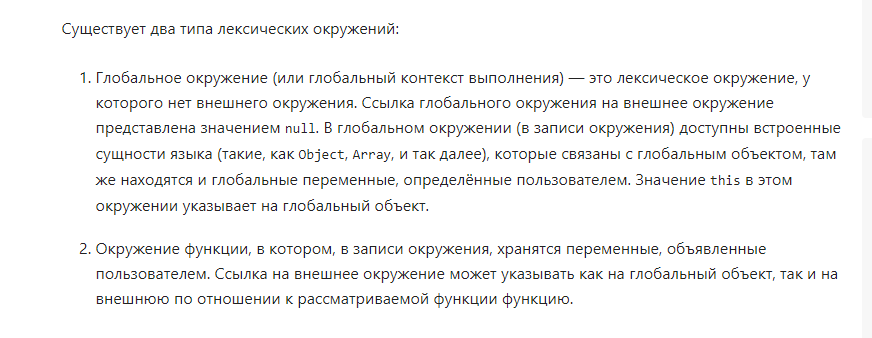 Существует два типа лексических окружений:
1. Глобальное окружение (или глобальный контекст выполнения) — это лексическое окружение, у
которого нет внешнего окружения. Ссылка глобального окружения на внешнее окружение
представлена значением null. В глобальном окружении (в записи окружения) доступны встроенные
сущности языка (такие, как Object, Array, и так далее), которые связаны с глобальным объектом, там
же находятся и глобальные переменные, определённые пользователем. Значение this в этом
окружении указывает на глобальный объект.
2. Окружение функции, в котором, в записи окружения, хранятся переменные, объявленные
пользователем. Ссылка на внешнее окружение может указывать как на глобальный объект, так и на
внешнюю по отношении к рассматриваемой функции функцию.